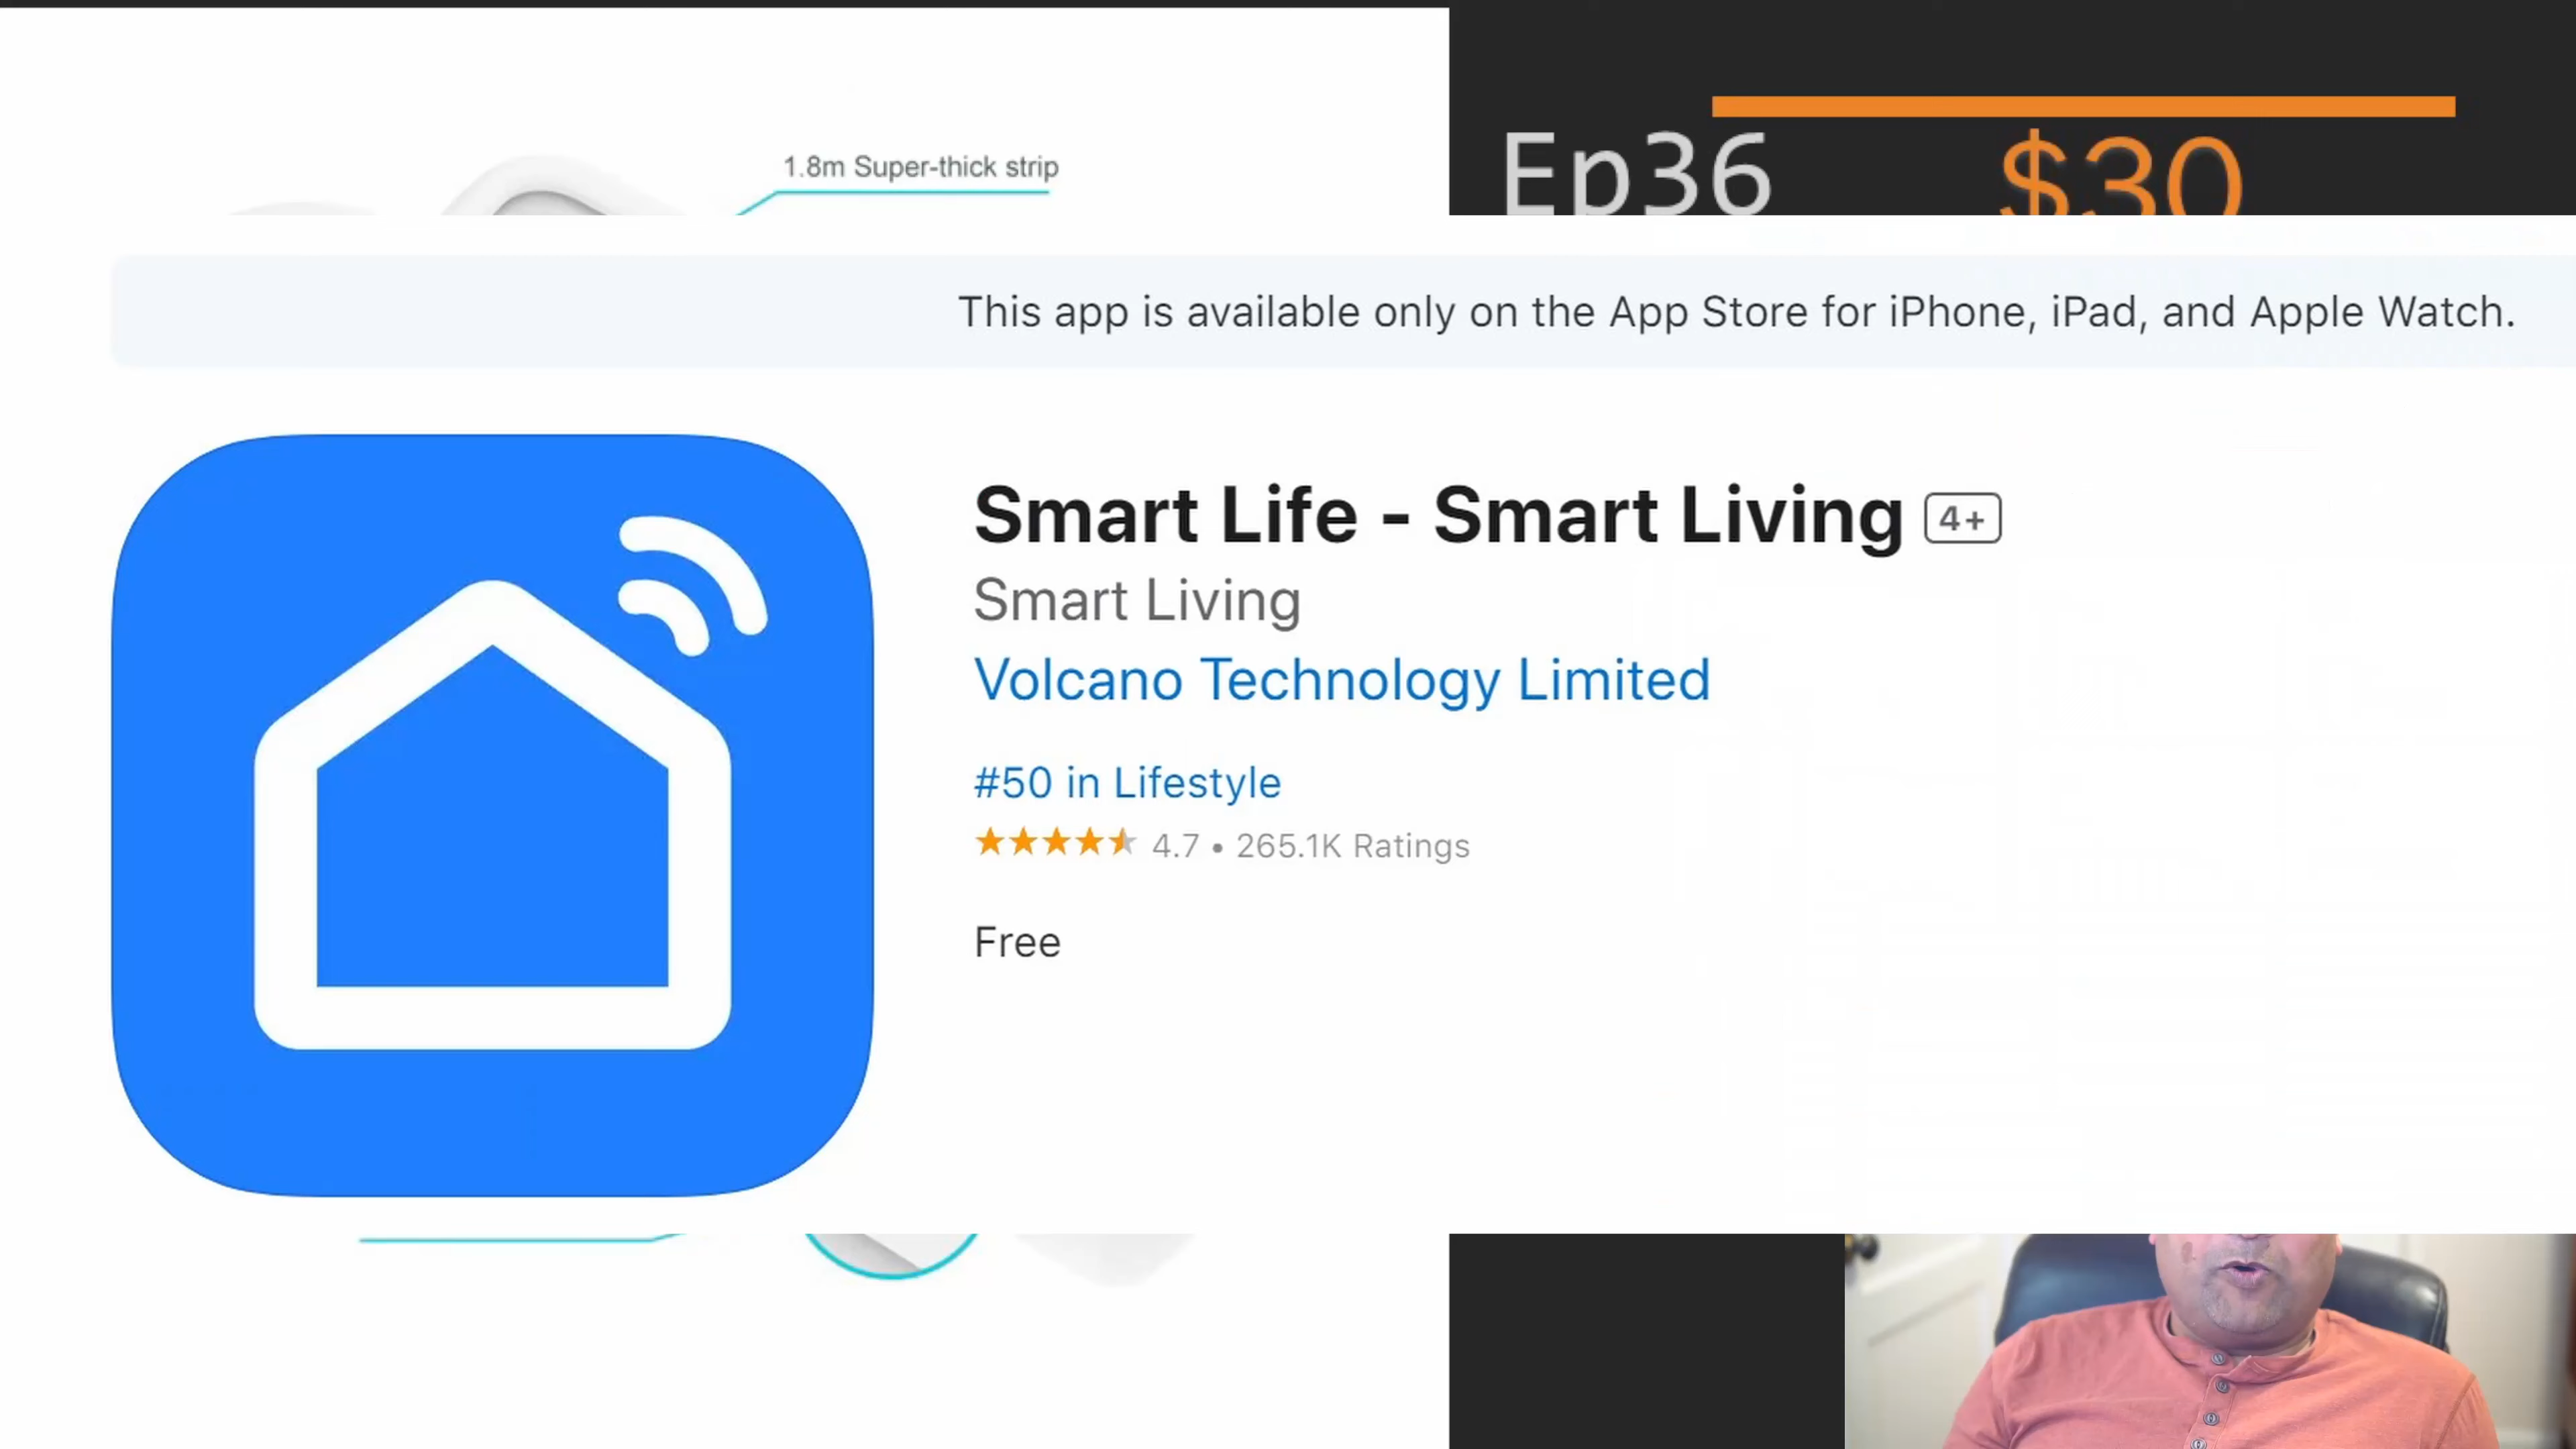 1.8m Super-thick strip
Ep36
$30
This app is available only on the App Store for iPhone, iPad, and Apple Watch.
Smart Life - Smart Living 4+
Smart Living
Volcano Technology Limited
#50 in Lifestyle
4.7 • 265.1K Ratings
Free